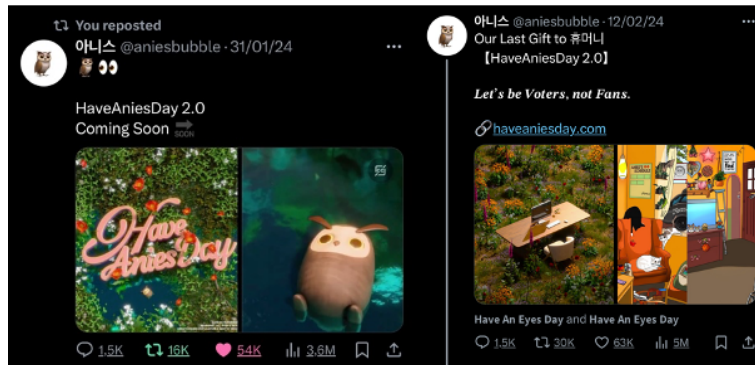 You reposted
아니스 @aniesbubble · 31/01/24
🦉👀
HaveAniesDay 2.0
Coming Soon 🔜
Have
AniesDay
1,5K 16K 54K 3,6M
아니스 @aniesbubble · 12/02/24
Our Last Gift to 휴머니
【HaveAniesDay 2.0】
Let's be Voters, not Fans.
🔗haveaniesday.com
Have An Eyes Day and Have An Eyes Day
1,5K 30K 63K 5M